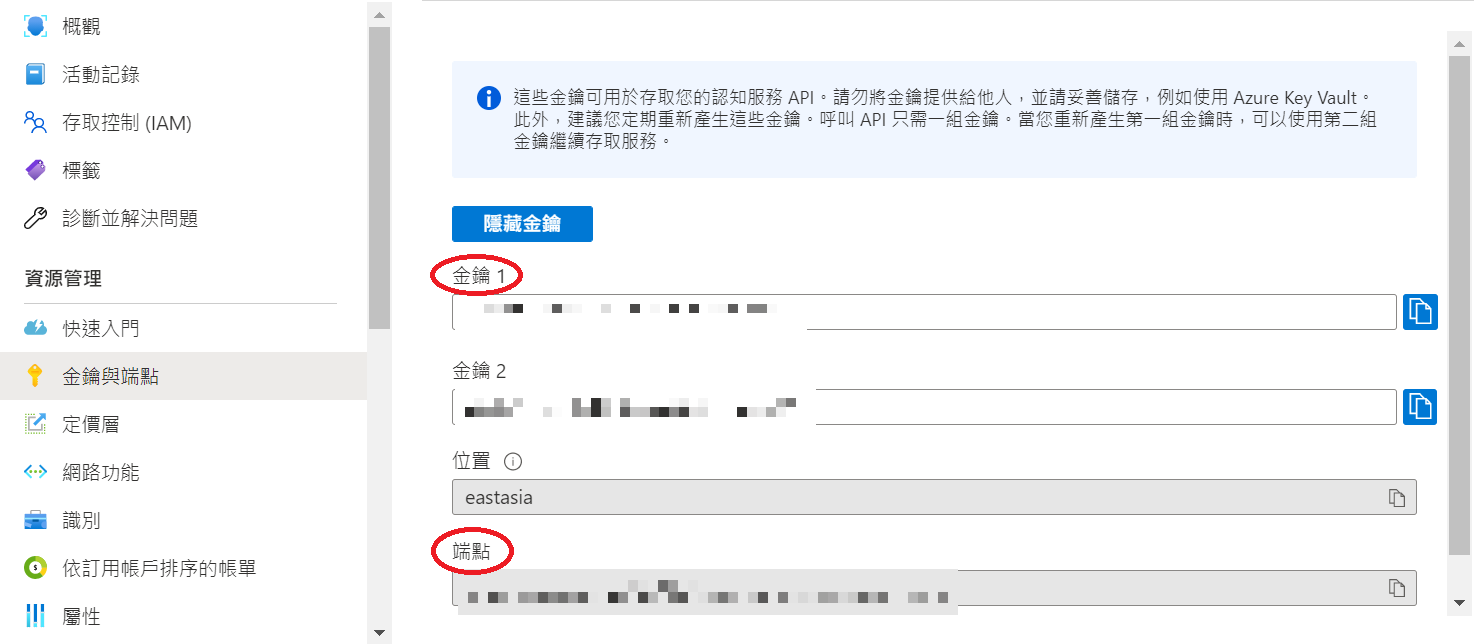 概觀
活動記錄
存取控制 (IAM)
標籤
診斷並解決問題
資源管理
快速入門
金鑰與端點
定價層
網路功能
識別
依訂用帳戶排序的帳單
屬性
這些金鑰可用於存取您的認知服務 API。請勿將金鑰提供給他人，並請妥善儲存，例如使用 Azure Key Vault。
此外，建議您定期重新產生這些金鑰。呼叫 API 只需一組金鑰。當您重新產生第一組金鑰時，可以使用第二組
金鑰繼續存取服務。
隱藏金鑰
金鑰 1
金鑰 2
位置
eastasia
端點